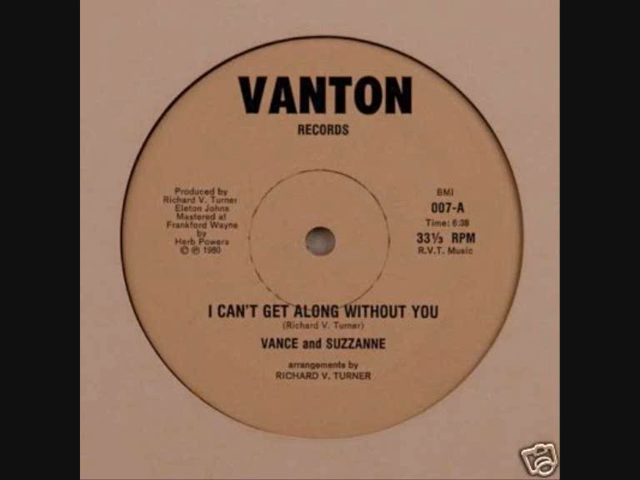 VANTON
RECORDS
Produced by
Richard V. Turner
Eleton Johns
Mastered at
Frankford Wayne
by
Herb Powers
© ℗ 1980
BMI
007-A
Time: 6:38
33⅓ RPM
R.V.T. Music
I CAN'T GET ALONG WITHOUT YOU
(Richard V. Turner)
VANCE and SUZZANNE
arrangements by
RICHARD V. TURNER